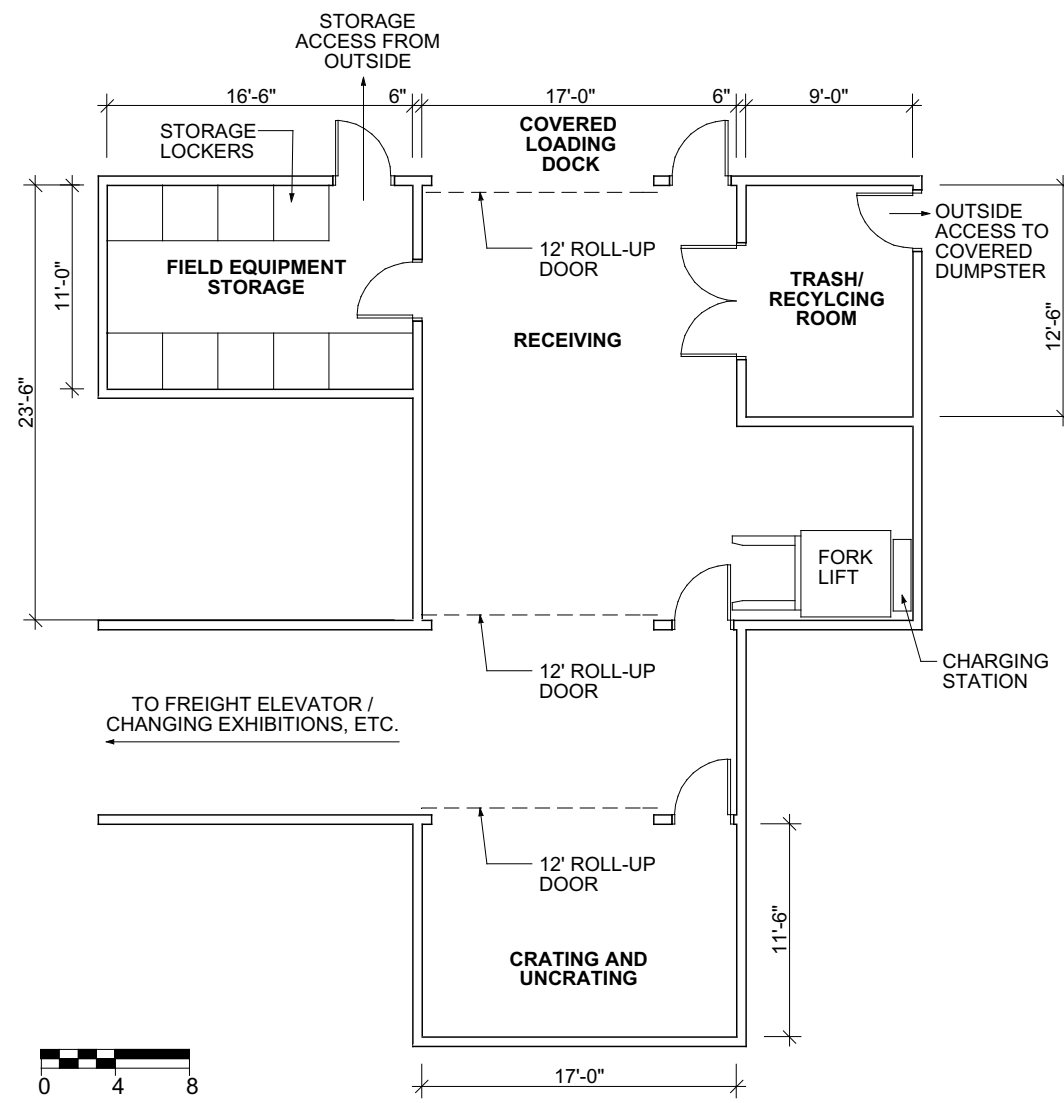 STORAGE
ACCESS FROM
OUTSIDE
16'-6"
6"
17'-0"
6"
9'-0"
STORAGE
LOCKERS
COVERED
LOADING
DOCK
12' ROLL-UP
DOOR
OUTSIDE
ACCESS TO
COVERED
DUMPSTER
FIELD EQUIPMENT
STORAGE
TRASH/
RECYLCING
ROOM
11'-0"
12'-6"
RECEIVING
23'-6"
FORK
LIFT
12' ROLL-UP
DOOR
CHARGING
STATION
TO FREIGHT ELEVATOR /
CHANGING EXHIBITIONS, ETC.
12' ROLL-UP
DOOR
11'-6"
CRATING AND
UNCRATING
17'-0"
0 4 8